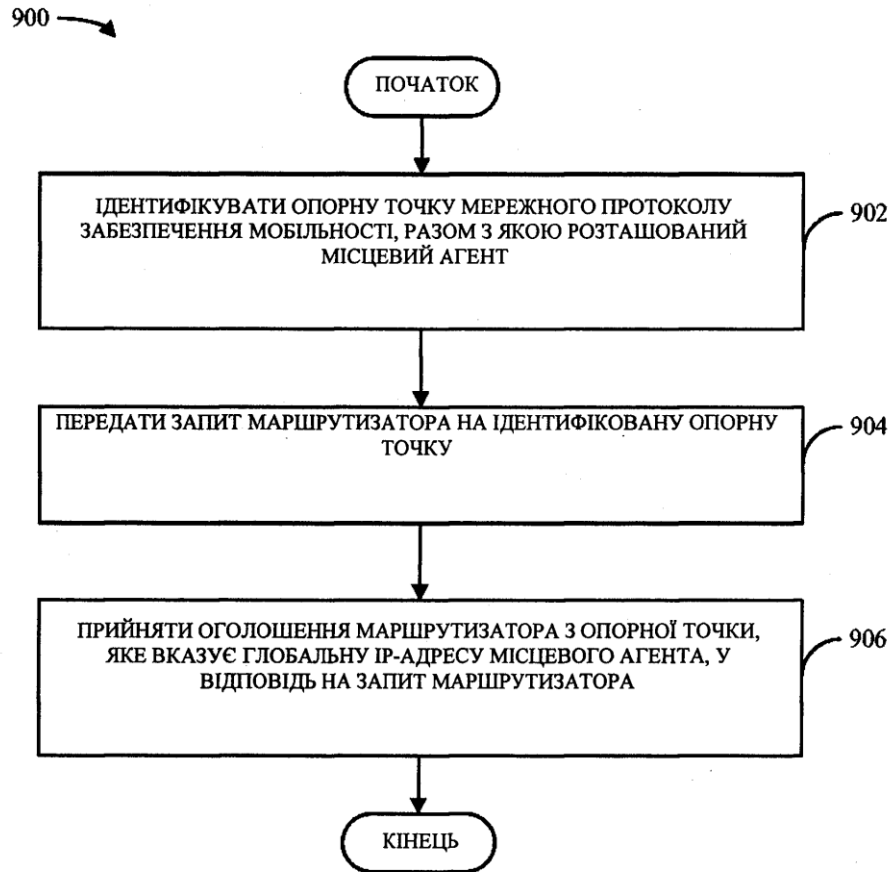 900
ПОЧАТОК
ІДЕНТИФІКУВАТИ ОПОРНУ ТОЧКУ МЕРЕЖНОГО ПРОТОКОЛУ
ЗАБЕЗПЕЧЕННЯ МОБІЛЬНОСТІ, РАЗОМ З ЯКОЮ РОЗТАШОВАНИЙ
МІСЦЕВИЙ АГЕНТ
902
ПЕРЕДАТИ ЗАПИТ МАРШРУТИЗАТОРА НА ІДЕНТИФІКОВАНУ ОПОРНУ
ТОЧКУ
904
ПРИЙНЯТИ ОГОЛОШЕННЯ МАРШРУТИЗАТОРА З ОПОРНОЇ ТОЧКИ,
ЯКЕ ВКАЗУЄ ГЛОБАЛЬНУ IP-АДРЕСУ МІСЦЕВОГО АГЕНТА, У
ВІДПОВІДЬ НА ЗАПИТ МАРШРУТИЗАТОРА
906
КІНЕЦЬ